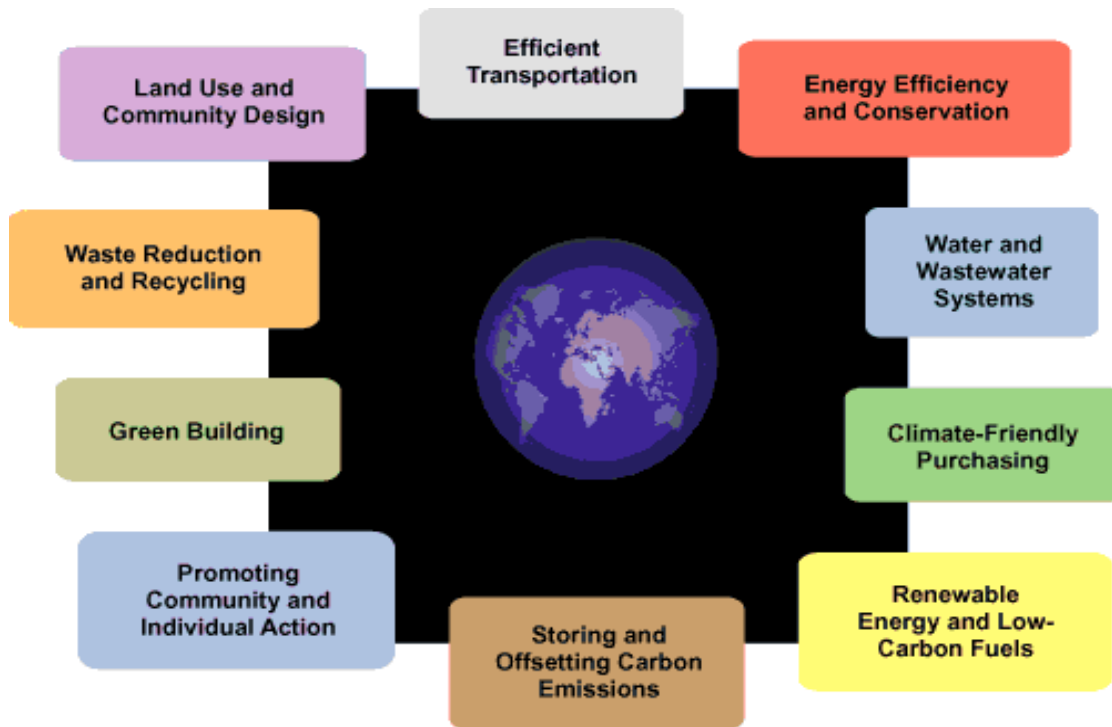 Efficient
Transportation
Land Use and
Community Design
Energy Efficiency
and Conservation
Waste Reduction
and Recycling
Water and
Wastewater
Systems
Green Building
Climate-Friendly
Purchasing
Promoting
Community and
Individual Action
Renewable
Energy and Low-
Carbon Fuels
Storing and
Offsetting Carbon
Emissions